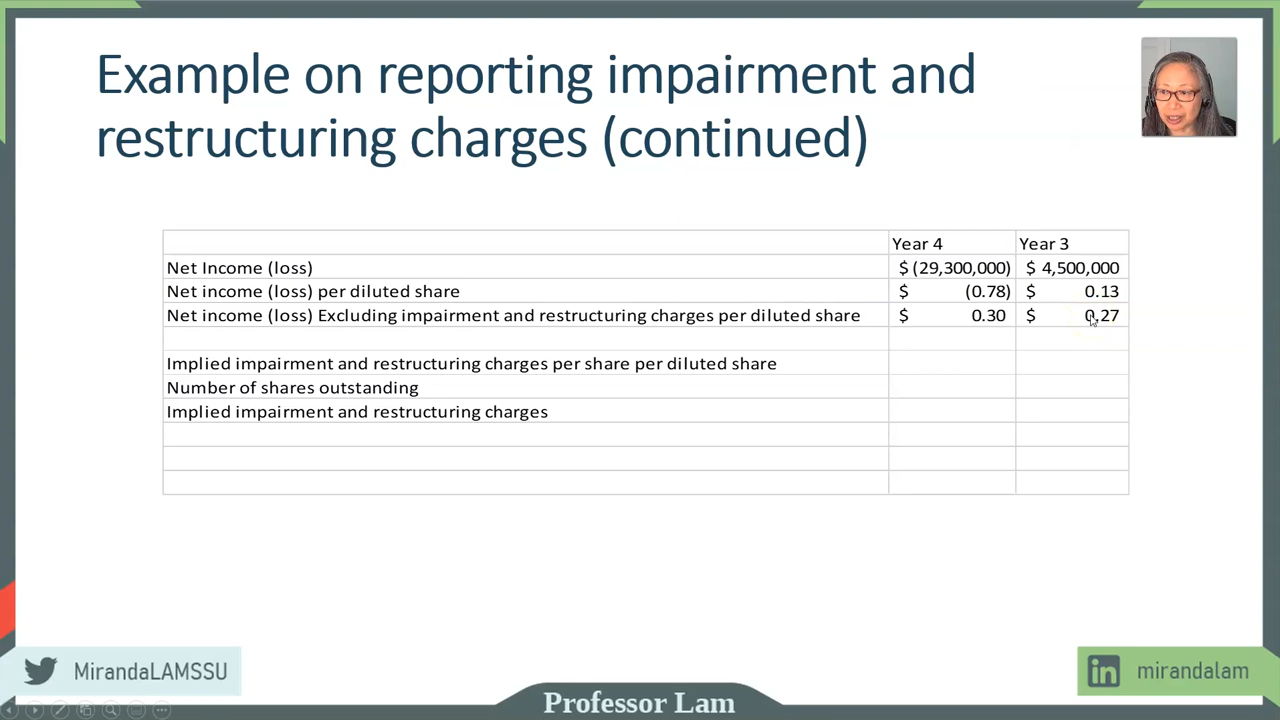 Example on reporting impairment and
restructuring charges (continued)
Year 4 Year 3
Net Income (loss) $ (29,300,000) $ 4,500,000
Net income (loss) per diluted share $ (0.78) $ 0.13
Net income (loss) Excluding impairment and restructuring charges per diluted share $ 0.30 $ 0.27
Implied impairment and restructuring charges per share per diluted share
Number of shares outstanding
Implied impairment and restructuring charges
MirandaLAMSSU
in mirandalam
Professor Lam